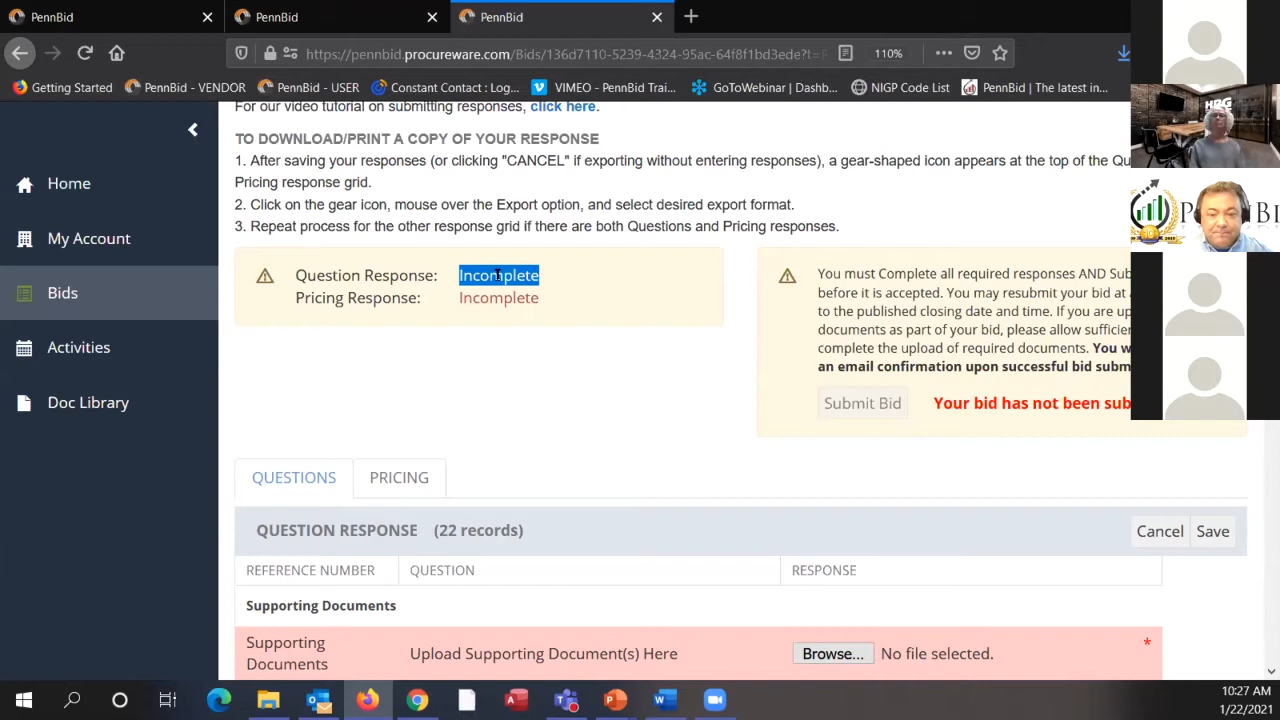 PennBid
PennBid
PennBid
https://pennbid.procureware.com/Bids/136d7110-5239-4324-95ac-64f8f1bd3ede?t=R
110%
Getting Started
PennBid - VENDOR
PennBid - USER
Constant Contact : Log...
VIMEO - PennBid Trai...
GoToWebinar | Dashb...
NIGP Code List
PennBid | The latest in...
For our video tutorial on submitting responses, click here.
TO DOWNLOAD/PRINT A COPY OF YOUR RESPONSE
1. After saving your responses (or clicking "CANCEL" if exporting without entering responses), a gear-shaped icon appears at the top of the Qu
Pricing response grid.
2. Click on the gear icon, mouse over the Export option, and select desired export format.
3. Repeat process for the other response grid if there are both Questions and Pricing responses.
Home
My Account
Bids
Activities
Doc Library
Question Response: Incomplete
Pricing Response: Incomplete
You must Complete all required responses AND Sub
before it is accepted. You may resubmit your bid at a
to the published closing date and time. If you are up
documents as part of your bid, please allow sufficien
complete the upload of required documents. You w
an email confirmation upon successful bid subm
Submit Bid Your bid has not been sub
HRG
PENNBI
QUESTIONS PRICING
QUESTION RESPONSE (22 records)
Cancel Save
REFERENCE NUMBER QUESTION RESPONSE
Supporting Documents
Supporting
Documents
Upload Supporting Document(s) Here
Browse... No file selected. *
10:27 AM
1/22/2021